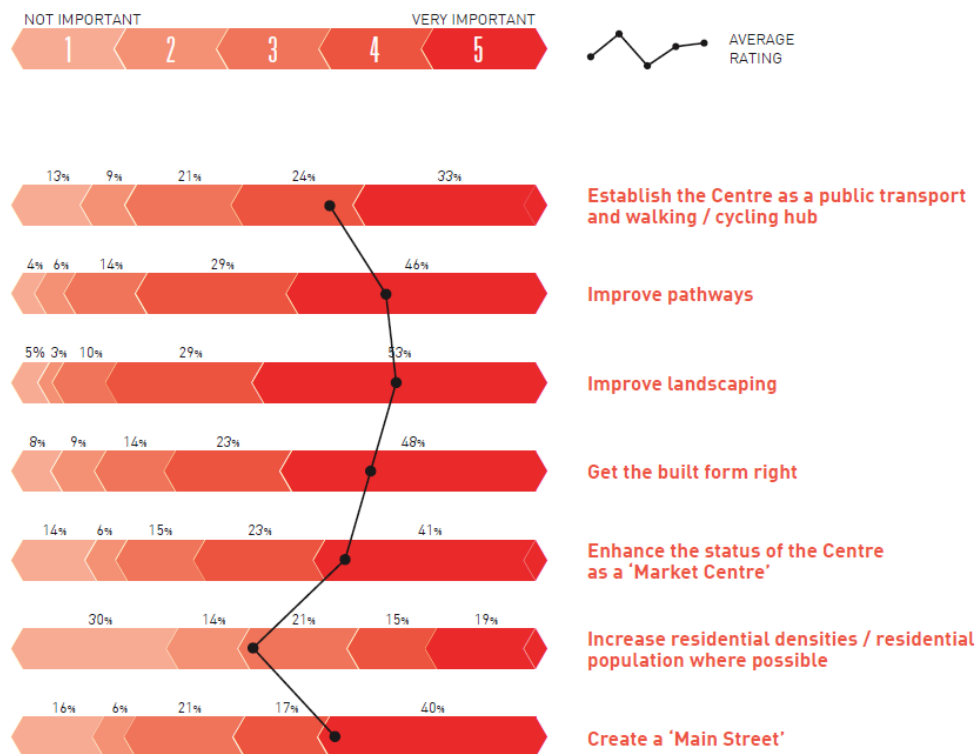 NOT IMPORTANT VERY IMPORTANT
1 2 3 4 5
AVERAGE
RATING
13% 9% 21% 24% 33%
Establish the Centre as a public transport
and walking / cycling hub
4% 6% 14% 29% 46%
Improve pathways
5% 3% 10% 29% 53%
Improve landscaping
8% 9% 14% 23% 48%
Get the built form right
14% 6% 15% 23% 41%
Enhance the status of the Centre
as a ‘Market Centre’
30% 14% 21% 15% 19%
Increase residential densities / residential
population where possible
16% 6% 21% 17% 40%
Create a ‘Main Street’